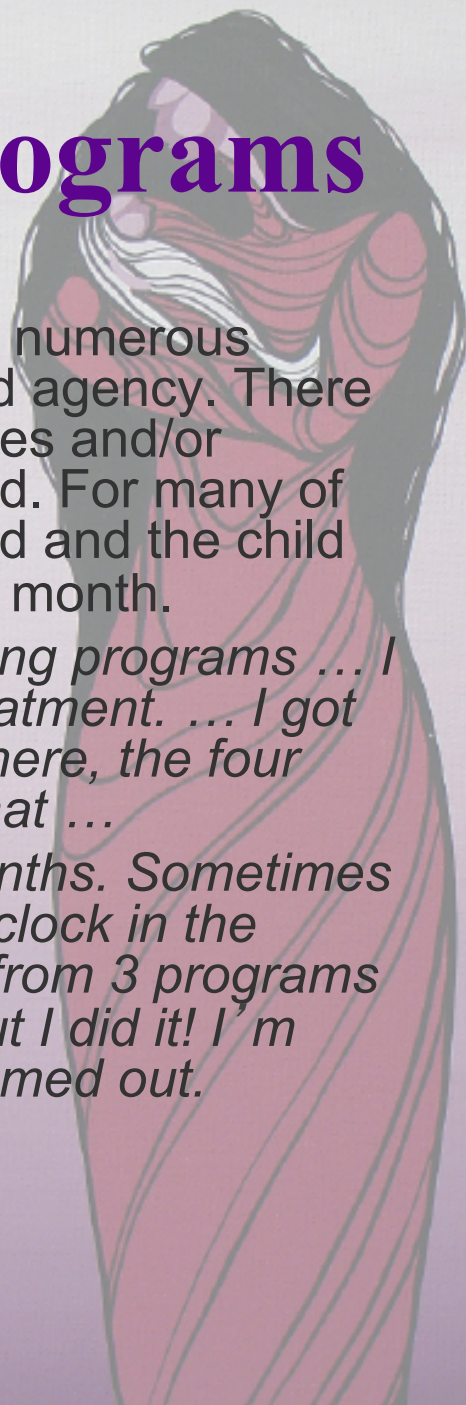 ograms
numerous
d agency. There
es and/or
d. For many of
d and the child
month.
ng programs … I
atment. … I got
here, the four
at …
nths. Sometimes
clock in the
from 3 programs
ut I did it! I’m
med out.